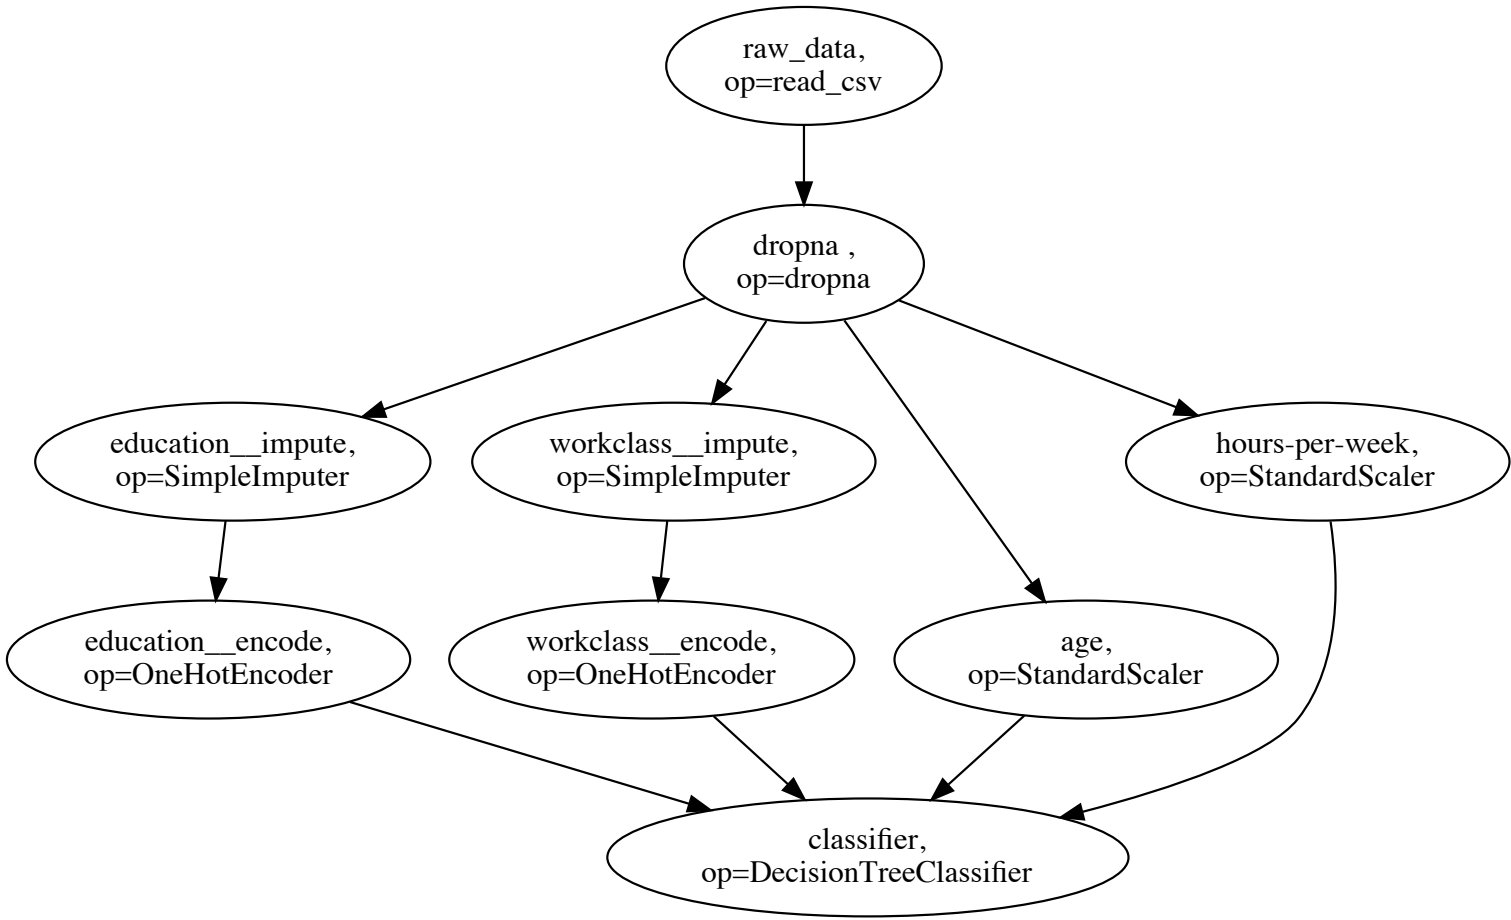 raw_data,
op=read_csv
dropna ,
op=dropna
education__impute,
op=SimpleImputer
workclass__impute,
op=SimpleImputer
hours-per-week,
op=StandardScaler
education__encode,
op=OneHotEncoder
workclass__encode,
op=OneHotEncoder
age,
op=StandardScaler
classifier,
op=DecisionTreeClassifier